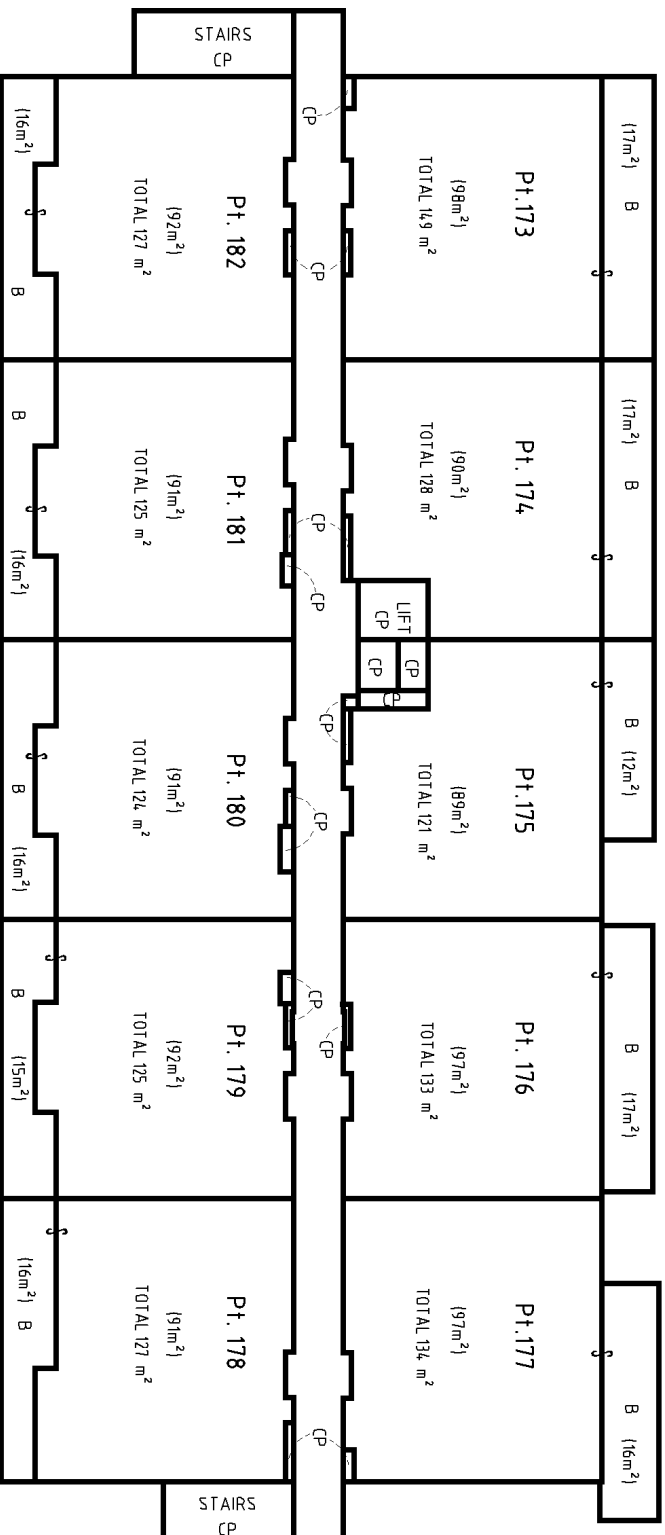 STAIRS
CP
(17m²)
B
Pt.173
(98m²)
TOTAL 149 m²
CP
CP
Pt. 182
(92m²)
TOTAL 127 m²
(16m²)
B
(17m²)
B
Pt. 174
(90m²)
TOTAL 128 m²
CP
CP
Pt. 181
(91m²)
TOTAL 125 m²
B
(16m²)
LIFT
CP
CP
CP
CP
B
(12m²)
Pt.175
(89m²)
TOTAL 121 m²
CP
CP
Pt. 180
(91m²)
TOTAL 124 m²
B
(16m²)
B
(17m²)
Pt. 176
(97m²)
TOTAL 133 m²
CP
CP
Pt. 179
(92m²)
TOTAL 125 m²
B
(15m²)
B
(16m²)
Pt.177
(97m²)
TOTAL 134 m²
CP
Pt. 178
(91m²)
TOTAL 127 m²
(16m²)
B
STAIRS
CP